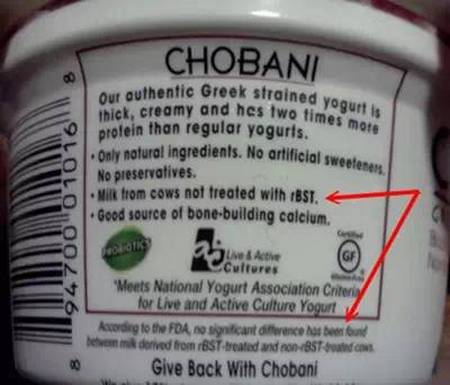 CHOBANI
Our authentic Greek strained yogurt is
thick, creamy and hcs two times more
protein than regular yogurts.
• Only natural ingredients. No artificial sweeteners.
No preservatives.
• Milk from cows not treated with rBST.
• Good source of bone-building calcium.
PROBIOTICS
Live & Active
Cultures
Certified
GF
*Meets National Yogurt Association Criteria
for Live and Active Culture Yogurt
According to the FDA, no significant difference has been found
between milk derived from rBST-treated and non-rBST-treated cows.
Give Back With Chobani
8 94700 01016 8